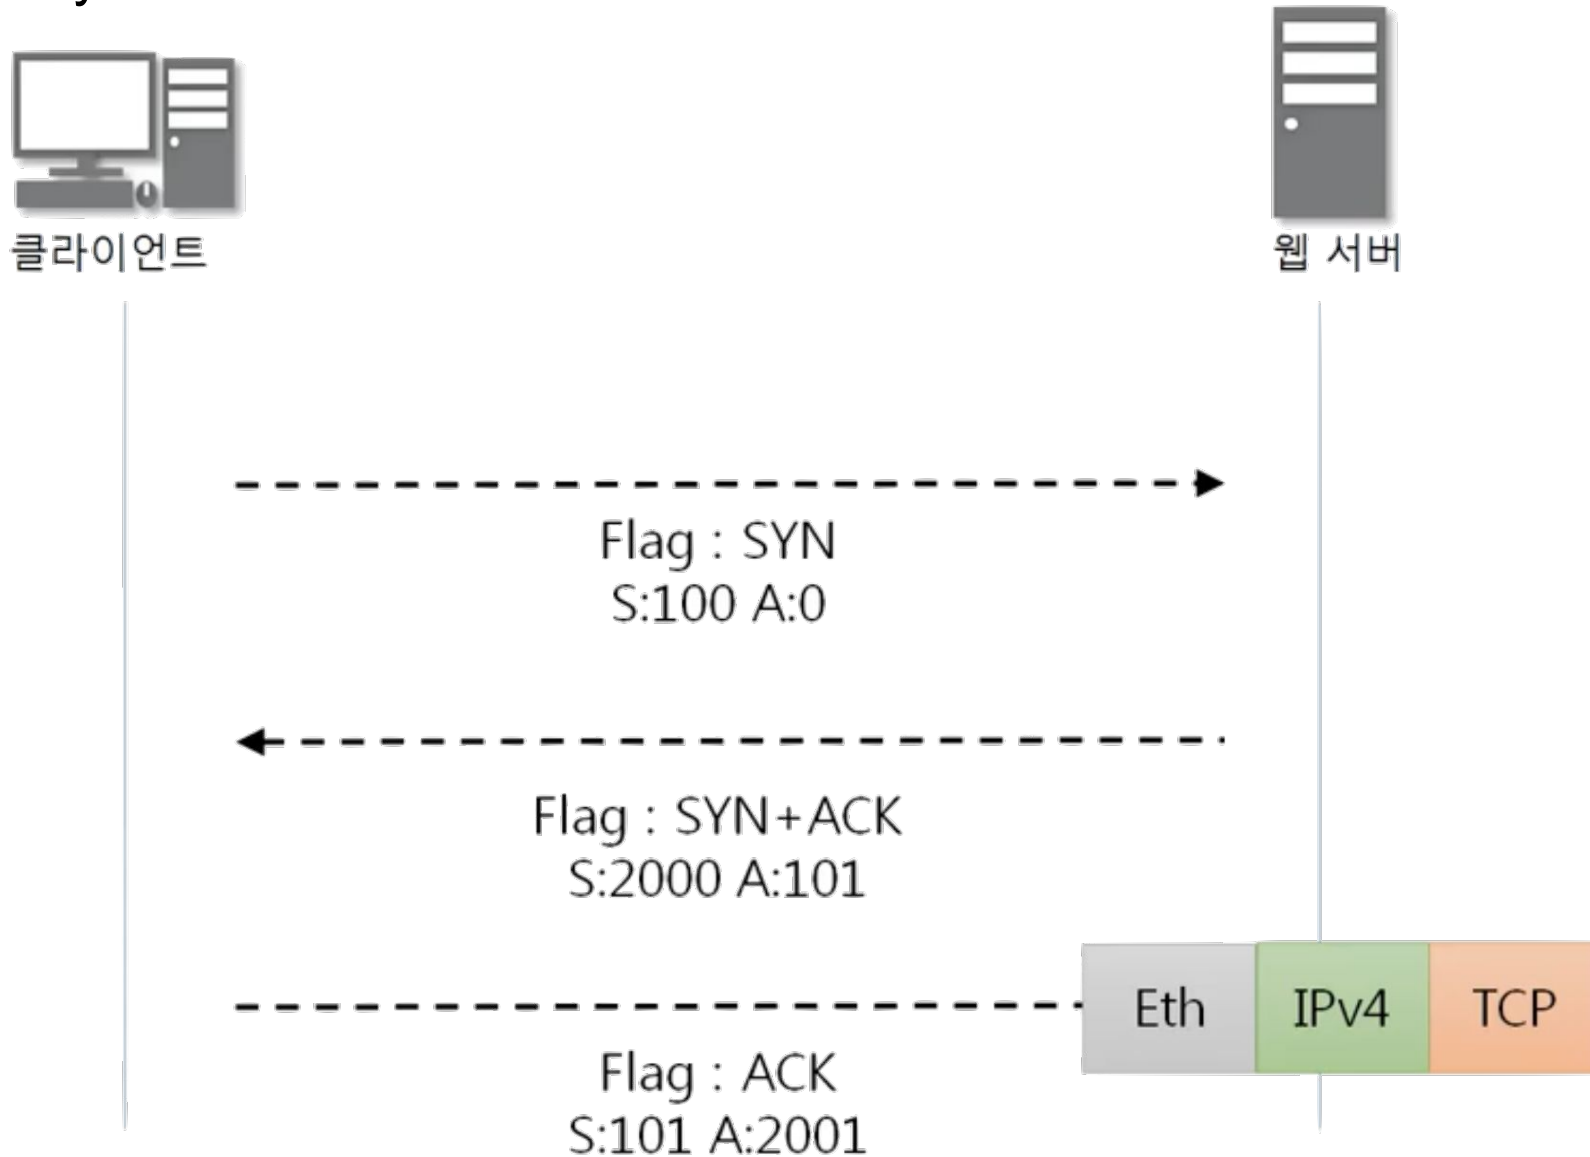 클라이언트
웹 서버
Flag : SYN
S:100 A:0
Flag : SYN+ACK
S:2000 A:101
Eth IPv4 TCP
Flag : ACK
S:101 A:2001